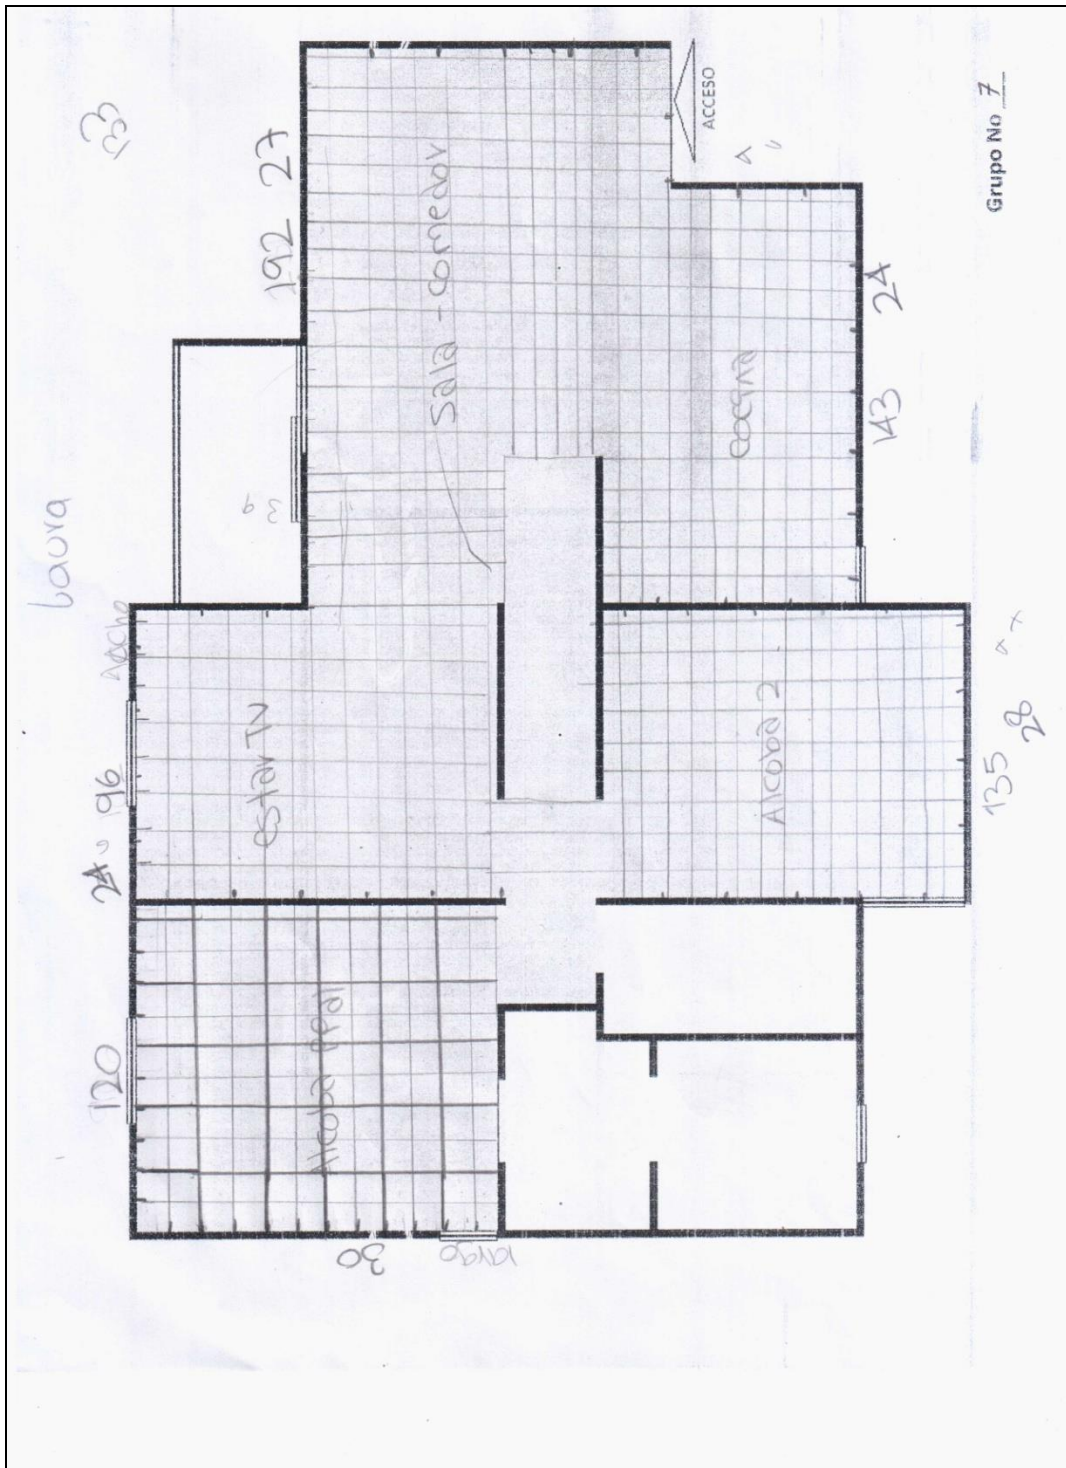 133
192 27
Laura
ACCESO
Sala - comedor
Grupo No 7
cocina
143 24
ancho
estar TV
196
24
Alcoba 2
135
28
120
Alcoba PPal
30
largo